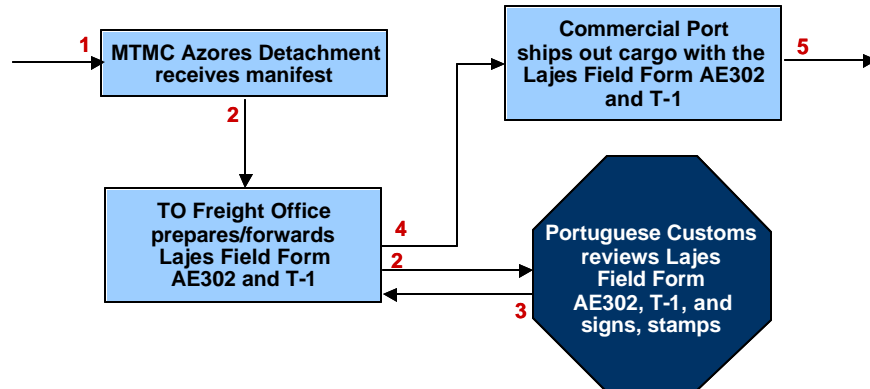 1
MTMC Azores Detachment
receives manifest
2
Commercial Port
ships out cargo with the
Lajes Field Form AE302
and T-1
5
TO Freight Office
prepares/forwards
Lajes Field Form
AE302 and T-1
4
2
3
Portuguese Customs
reviews Lajes
Field Form
AE302, T-1, and
signs, stamps